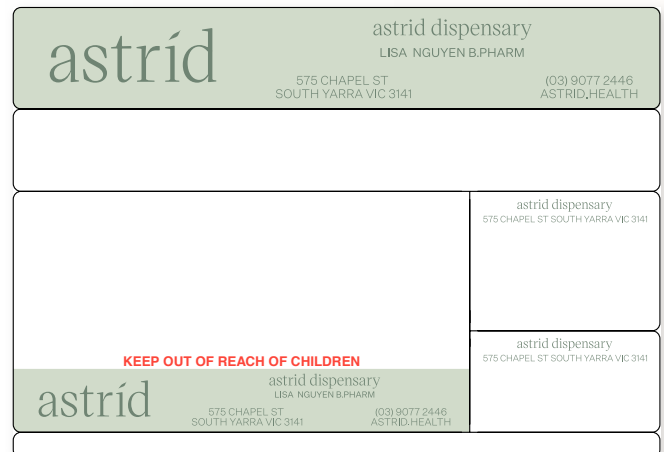 astríd
astrid dispensary
LISA NGUYEN B.PHARM
575 CHAPEL ST
SOUTH YARRA VIC 3141
(03) 9077 2446
ASTRID.HEALTH
astrid dispensary
575 CHAPEL ST SOUTH YARRA VIC 3141
KEEP OUT OF REACH OF CHILDREN
astríd
astrid dispensary
LISA NGUYEN B.PHARM
575 CHAPEL ST
SOUTH YARRA VIC 3141
(03) 9077 2446
ASTRID.HEALTH
astrid dispensary
575 CHAPEL ST SOUTH YARRA VIC 3141